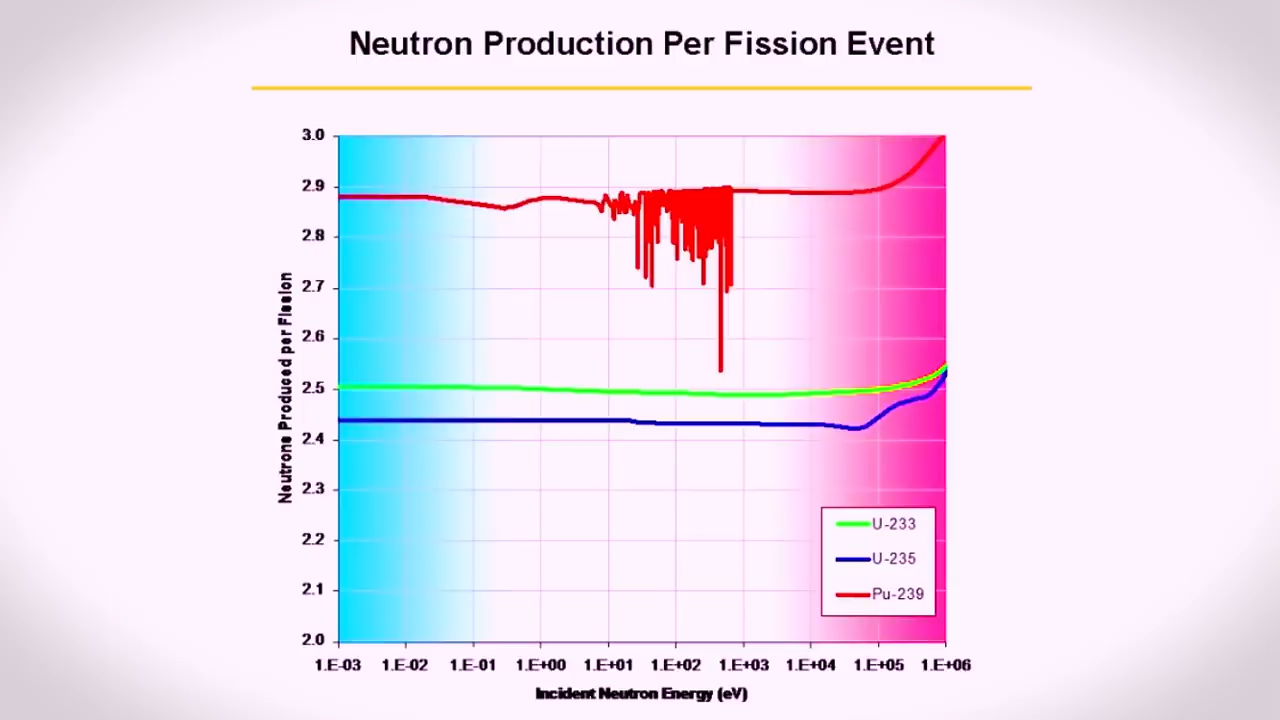 Neutron Production Per Fission Event
3.0
2.9
2.8
2.7
2.6
2.5
2.4
2.3
2.2
2.1
2.0
Neutrons Produced per Fission
U-233
U-235
Pu-239
1.E-03 1.E-02 1.E-01 1.E+00 1.E+01 1.E+02 1.E+03 1.E+04 1.E+05 1.E+06
Incident Neutron Energy (eV)